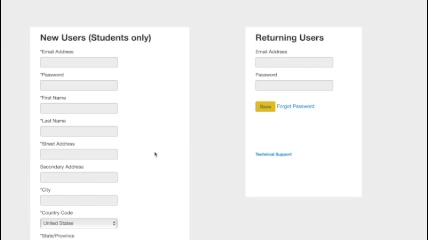 New Users (Students only)
*Email Address
*Password
*First Name
*Last Name
*Street Address
Secondary Address
*City
*Country Code
United States
*State/Province
Returning Users
Email Address
Password
Save Forgot Password
Technical Support